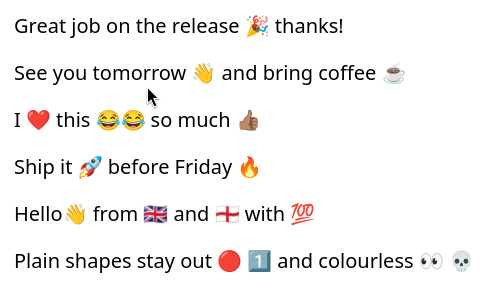 Great job on the release 🎉 thanks!
See you tomorrow 👋 and bring coffee ☕
I ❤️ this 😂😂 so much 👍🏽
Ship it 🚀 before Friday 🔥
Hello👋 from 🇬🇧 and 🏴󠁧󠁢󠁥󠁮󠁧󠁿 with 💯
Plain shapes stay out 🔴 1️⃣ and colourless 👀 💀